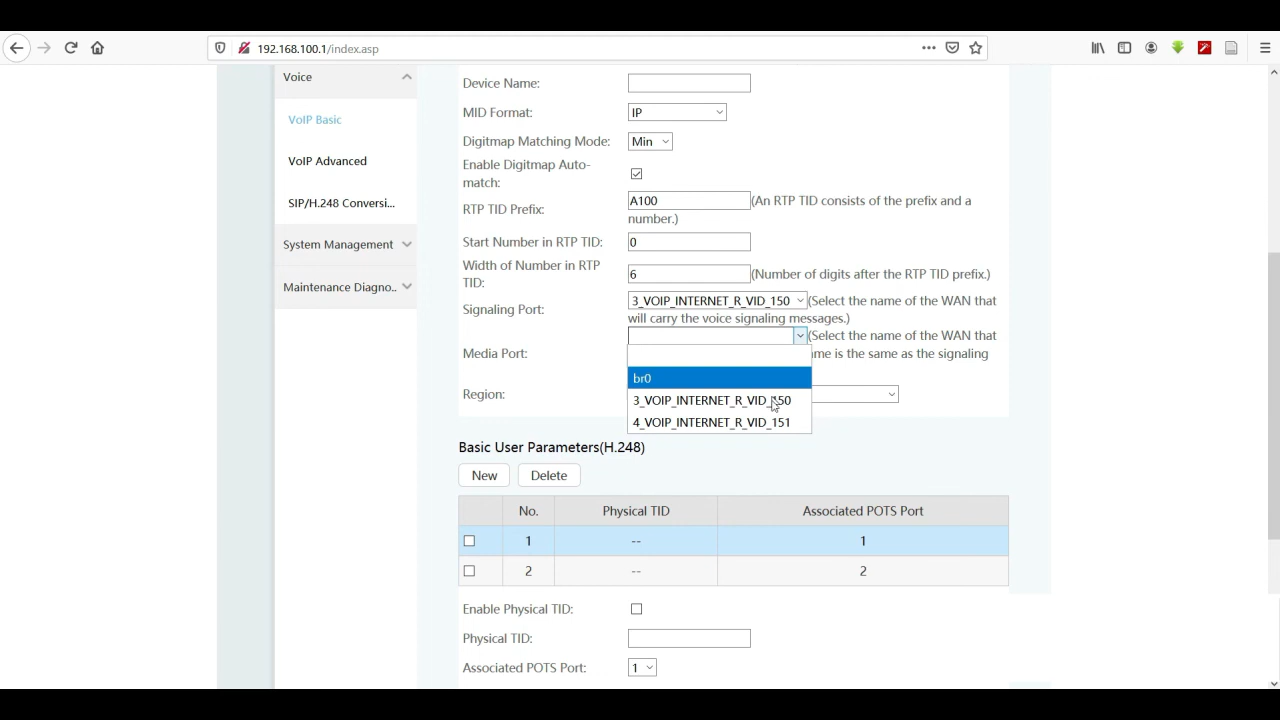 192.168.100.1/index.asp
Voice
VoIP Basic
VoIP Advanced
SIP/H.248 Conversi...
System Management
Maintenance Diagno..
Device Name:
MID Format:
IP
Digitmap Matching Mode:
Min
Enable Digitmap Auto-
match:
RTP TID Prefix:
A100
(An RTP TID consists of the prefix and a
number.)
Start Number in RTP TID:
0
Width of Number in RTP
TID:
6
(Number of digits after the RTP TID prefix.)
Signaling Port:
3_VOIP_INTERNET_R_VID_150
(Select the name of the WAN that
will carry the voice signaling messages.)
Media Port:
(Select the name of the WAN that
me is the same as the signaling
br0
3_VOIP_INTERNET_R_VID_150
4_VOIP_INTERNET_R_VID_151
Region:
Basic User Parameters(H.248)
New
Delete
No.
Physical TID
Associated POTS Port
1
--
1
2
--
2
Enable Physical TID:
Physical TID:
Associated POTS Port:
1